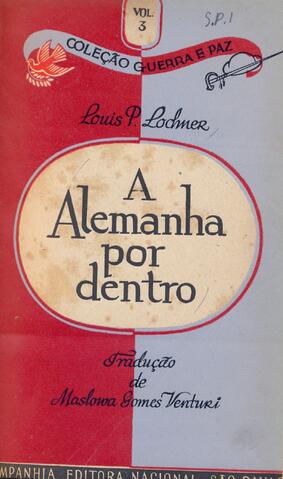 VOL.
3
S.P.I
COLEÇÃO GUERRA E PAZ
Louis P. Lochner
A
Alemanha
por
dentro
Tradução
de
Maslowa Gomes Venturi
MPANHIA EDITORA NACIONAL - SÃO PAUL